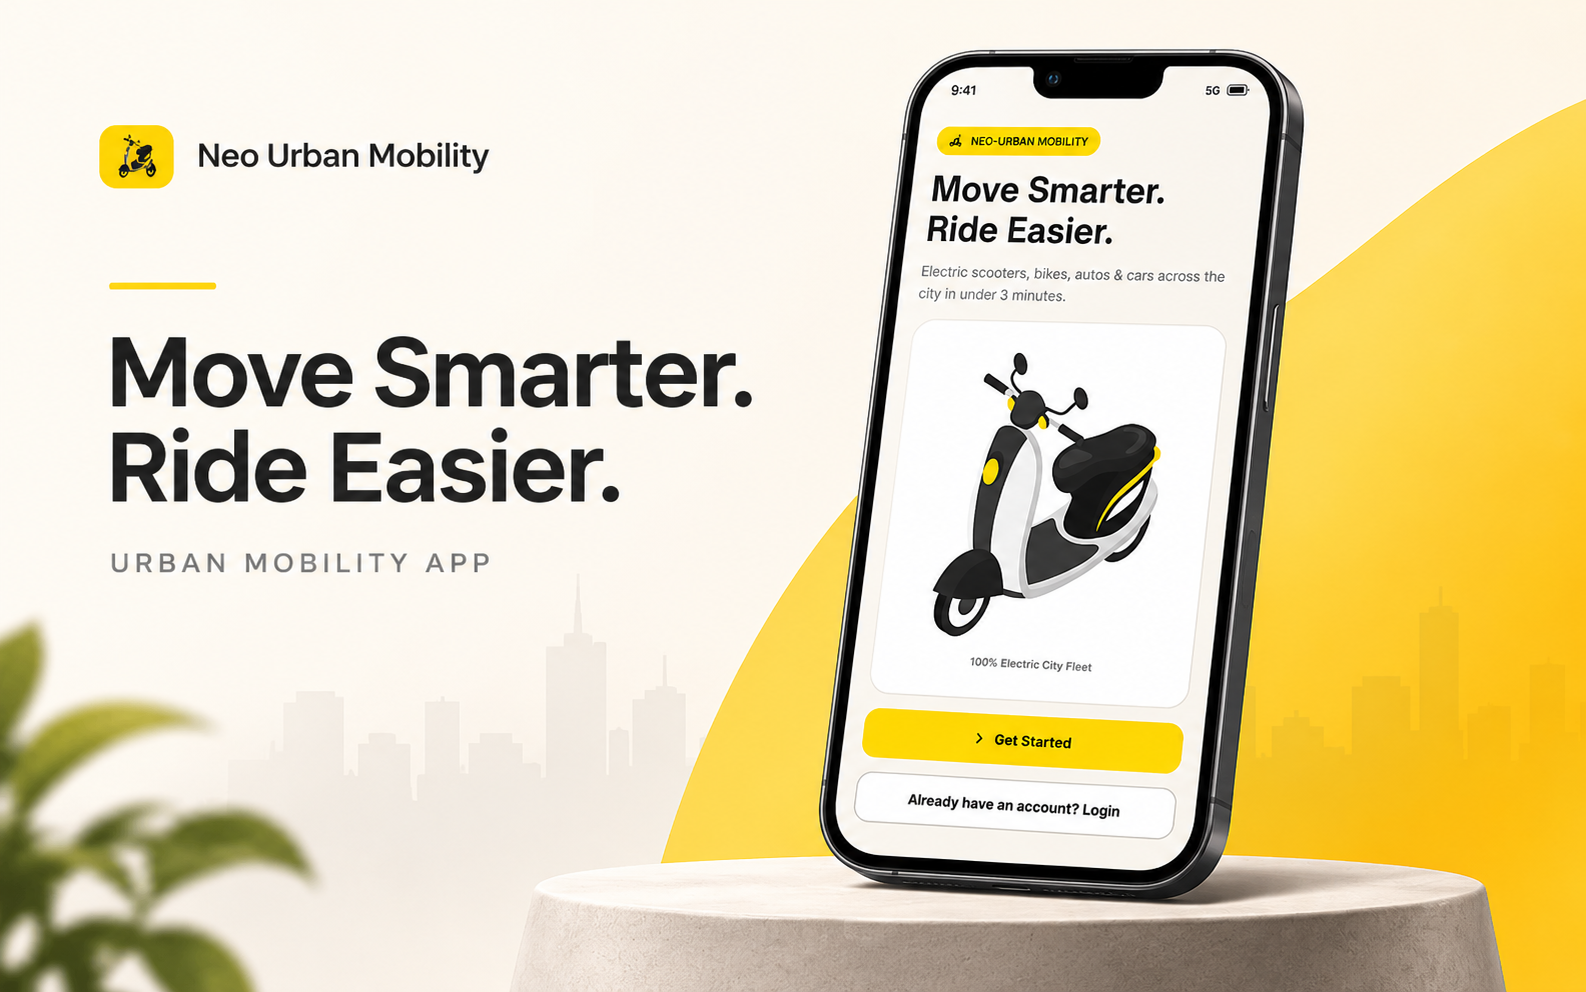 Neo Urban Mobility
Move Smarter.
Ride Easier.
URBAN MOBILITY APP
9:41
5G
NEO-URBAN MOBILITY
Move Smarter.
Ride Easier.
Electric scooters, bikes, autos & cars across the
city in under 3 minutes.
100% Electric City Fleet
Get Started
Already have an account? Login